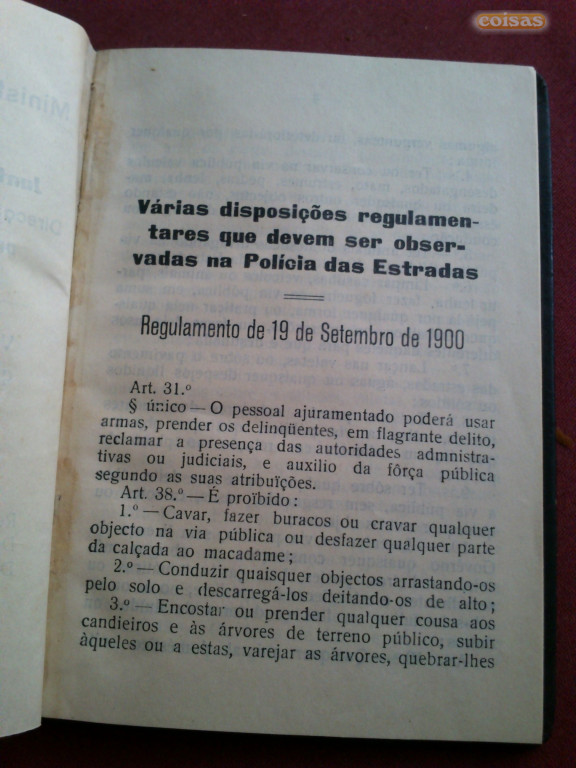 coisas
Minist
Direcç
Várias disposições regulamen-
tares que devem ser obser-
vadas na Polícia das Estradas
Regulamento de 19 de Setembro de 1900
Art. 31.º
§ único — O pessoal ajuramentado poderá usar
armas, prender os delinqüentes, em flagrante delito,
reclamar a presença das autoridades admnistra-
tivas ou judiciais, e auxilio da fôrça pública
segundo as suas atribuïções.
Art. 38.º — É proïbido:
1.º — Cavar, fazer buracos ou cravar qualquer
objecto na via pública ou desfazer qualquer parte
da calçada ao macadame;
2.º — Conduzir quaisquer objectos arrastando-os
pelo solo e descarregá-los deitando-os de alto;
3.º — Encostar ou prender qualquer cousa aos
candieiros e às árvores de terreno público, subir
àqueles ou a estas, varejar as árvores, quebrar-lhes